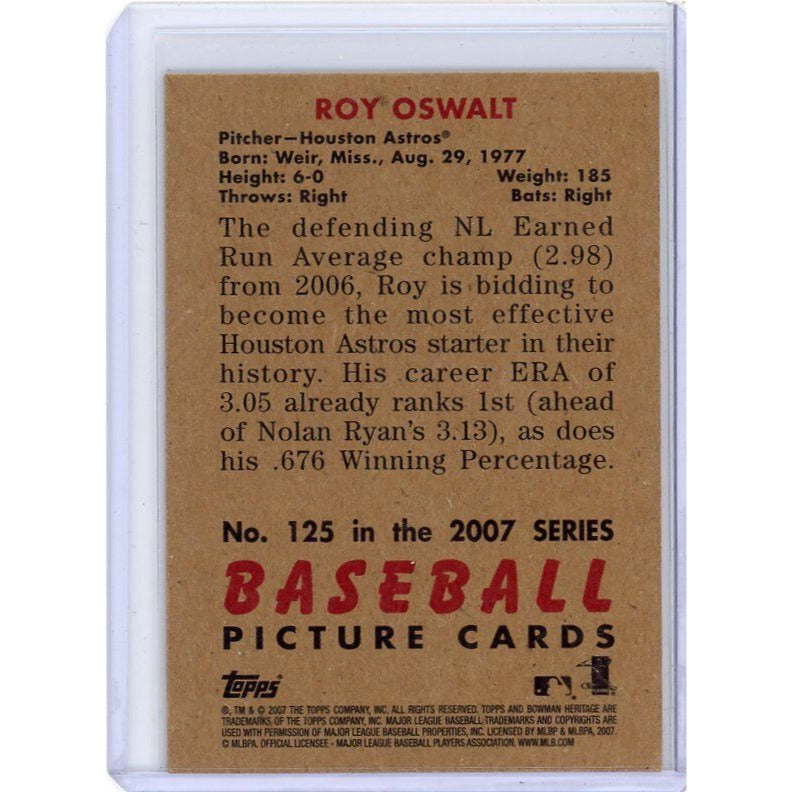 ROY OSWALT
Pitcher—Houston Astros®
Born: Weir, Miss., Aug. 29, 1977
Height: 6-0 Weight: 185
Throws: Right Bats: Right
The defending NL Earned
Run Average champ (2.98)
from 2006, Roy is bidding to
become the most effective
Houston Astros starter in their
history. His career ERA of
3.05 already ranks 1st (ahead
of Nolan Ryan's 3.13), as does
his .676 Winning Percentage.
No. 125 in the 2007 SERIES
BASEBALL
PICTURE CARDS
Topps
®, TM & © 2007 THE TOPPS COMPANY, INC. ALL RIGHTS RESERVED. TOPPS AND BOWMAN HERITAGE ARE
TRADEMARKS OF THE TOPPS COMPANY, INC. MAJOR LEAGUE BASEBALL TRADEMARKS AND COPYRIGHTS ARE
USED WITH PERMISSION OF MAJOR LEAGUE BASEBALL PROPERTIES, INC. LICENSED BY MLBP & MLBPA, 2007.
© MLBPA. OFFICIAL LICENSEE - MAJOR LEAGUE BASEBALL PLAYERS ASSOCIATION. WWW.MLB.COM